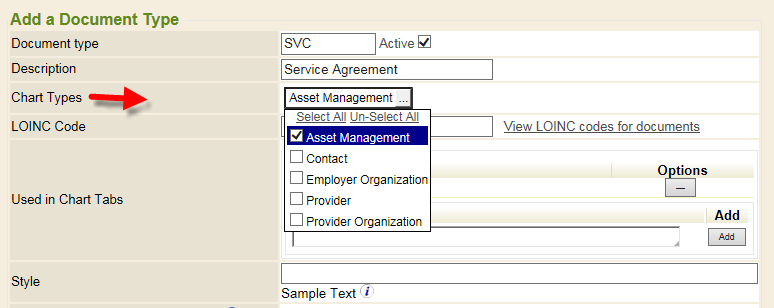 Add a Document Type
Document type SVC Active
Description Service Agreement
Chart Types Asset Management ...
Select All Un-Select All
LOINC Code View LOINC codes for documents
Asset Management
Contact
Employer Organization
Provider
Provider Organization
Used in Chart Tabs
Options
Add
Add
Style
Sample Text i